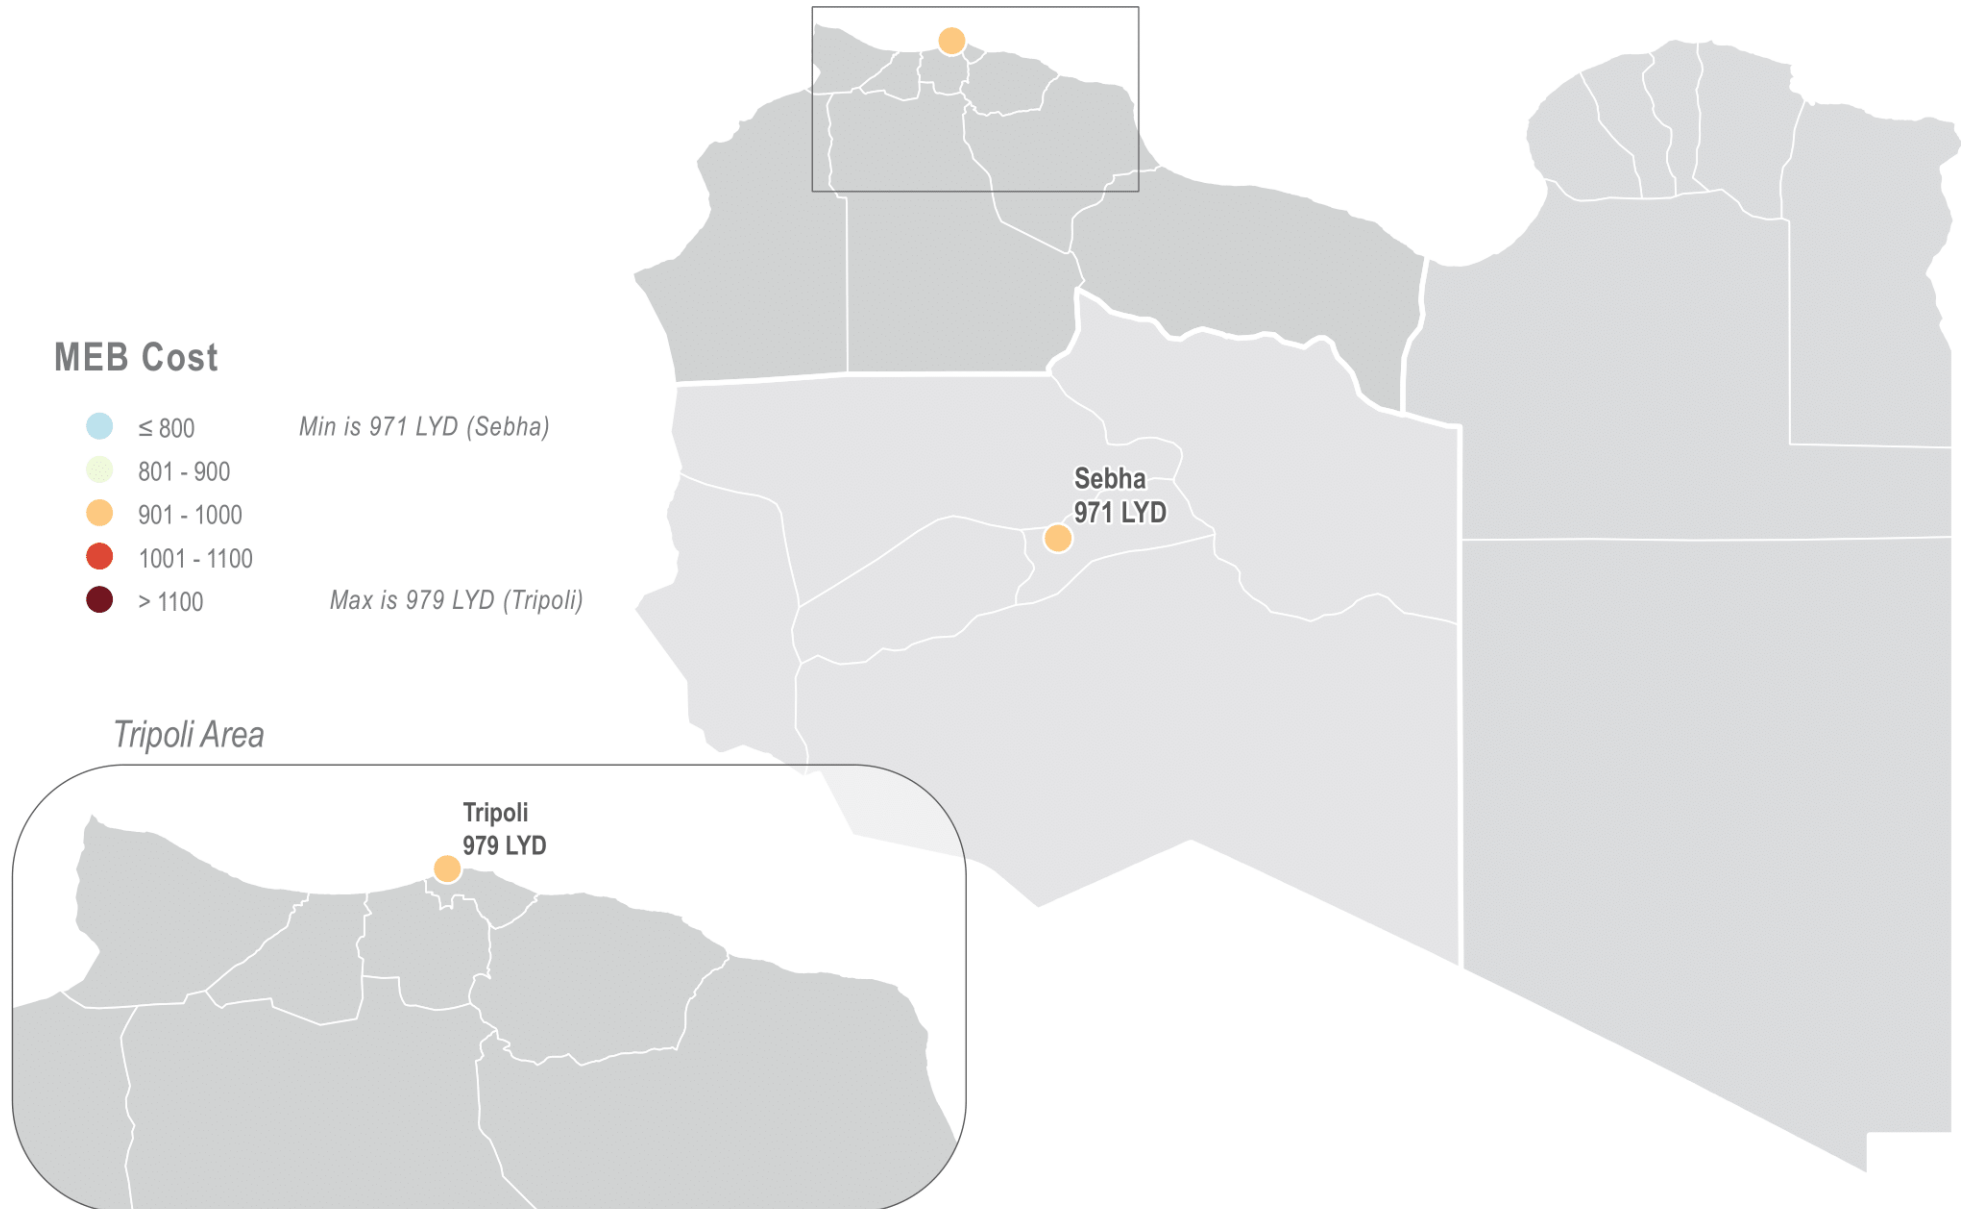 MEB Cost
≤ 800
Min is 971 LYD (Sebha)
801 - 900
901 - 1000
1001 - 1100
> 1100
Max is 979 LYD (Tripoli)
Sebha
971 LYD
Tripoli Area
Tripoli
979 LYD